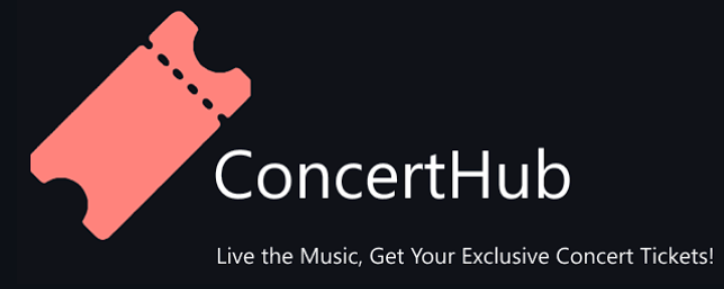 ConcertHub
Live the Music, Get Your Exclusive Concert Tickets!